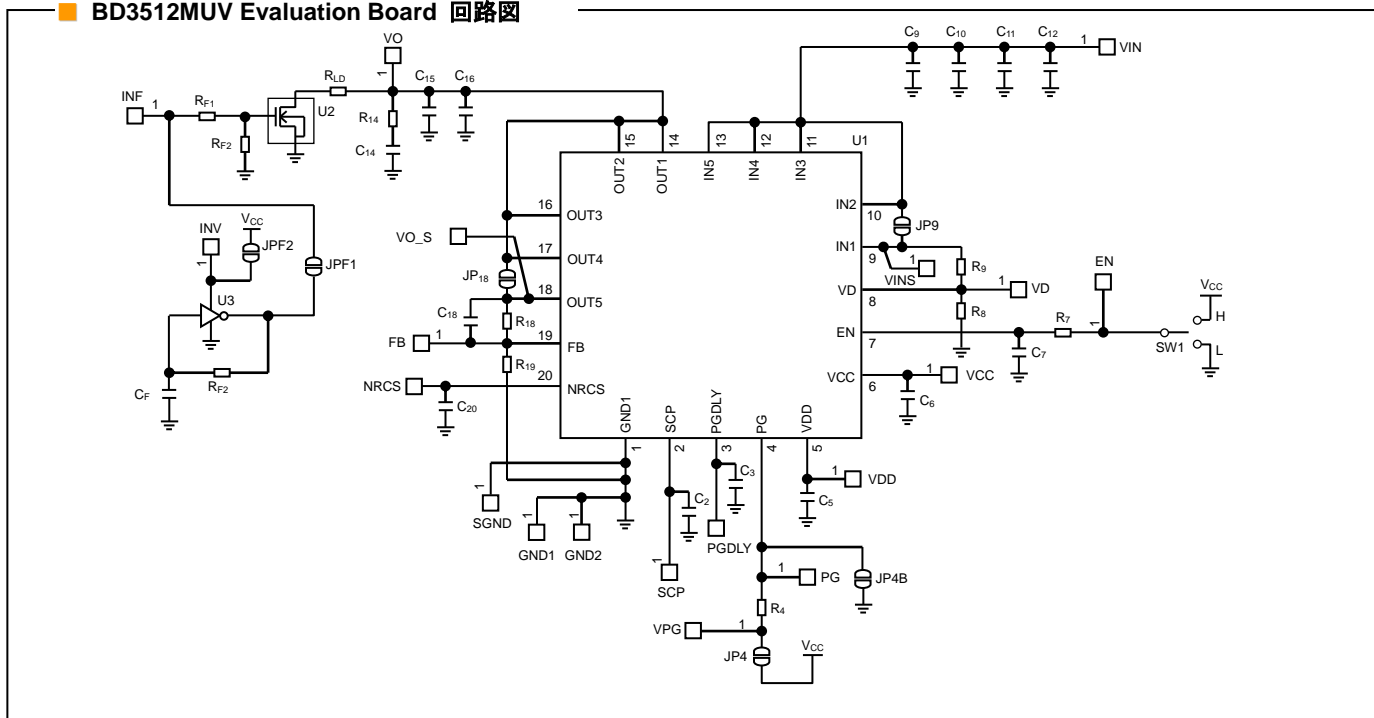 BD3512MUV Evaluation Board 回路図
VO
C9
C10
C11
C12
1
VIN
RLD
1
C15
C16
INF
1
RF1
U2
R14
RF2
C14
15
14
13
12
11
U1
OUT2
OUT1
IN5
IN4
IN3
16
OUT3
IN2
10
JP9
INV
VCC
JPF2
JPF1
1
VO_S
17
OUT4
IN1
9
1
VINS
R9
EN
JP18
18
OUT5
VD
8
1
VD
R8
VCC
H
U3
C18
R18
EN
7
R7
1
SW1
L
FB
1
19
FB
C7
R19
CF
RF2
NRCS
20
NRCS
VCC
6
1
VCC
C20
C6
GND1
SCP
PGDLY
PG
VDD
1
2
3
4
5
C3
1
VDD
1
SGND
C2
C5
1
1
GND1
GND2
PGDLY
1
SCP
1
PG
JP4B
R4
VPG
1
JP4
VCC